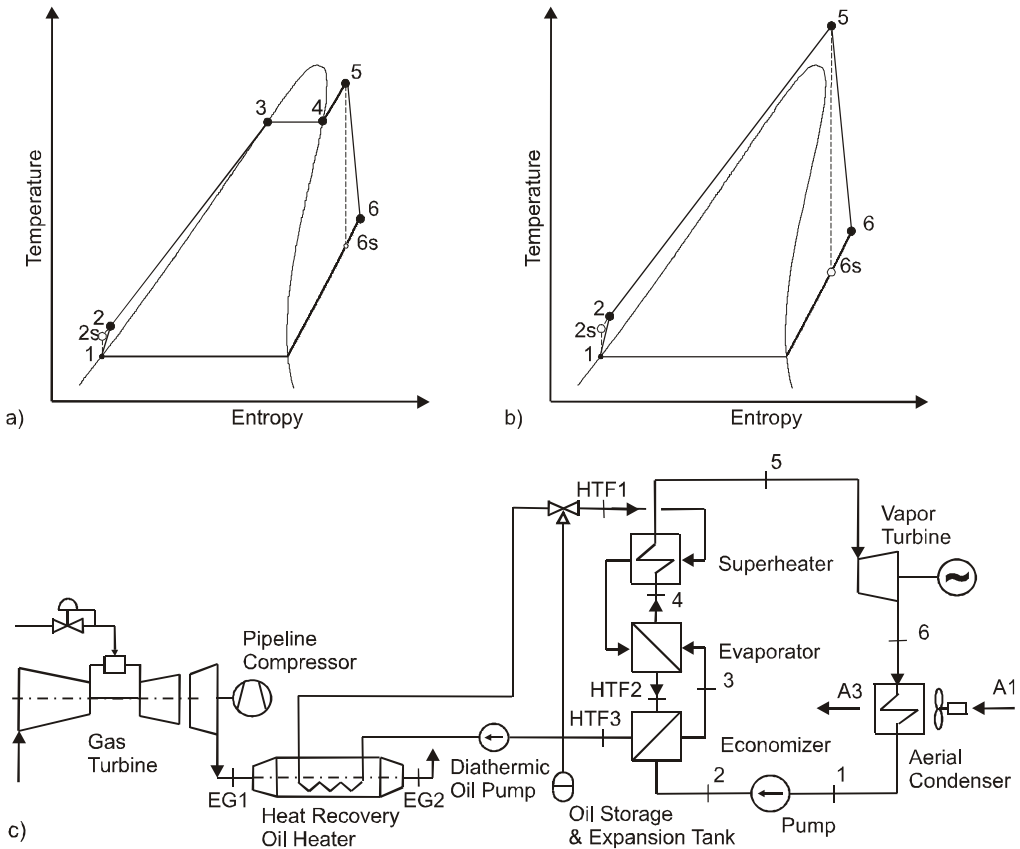 5
3
4
6
6s
2
2s
1
Temperature
Entropy
a)
5
6
6s
2
2s
1
Temperature
Entropy
b)
5
HTF1
Vapor
Turbine
Superheater
4
Pipeline
Compressor
Evaporator
6
HTF2
3
A3
A1
HTF3
Gas
Turbine
Diathermic
Oil Pump
Economizer
Aerial
Condenser
EG1
EG2
2
1
Heat Recovery
Oil Heater
Oil Storage
& Expansion Tank
Pump
c)